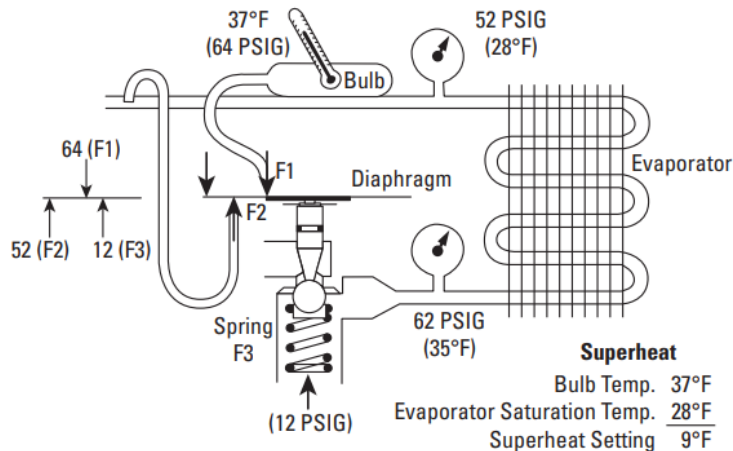 37°F
(64 PSIG)
Bulb
52 PSIG
(28°F)
64 (F1)
F1
Diaphragm
Evaporator
F2
52 (F2)
12 (F3)
Spring
F3
62 PSIG
(35°F)
(12 PSIG)
Superheat
Bulb Temp. 37°F
Evaporator Saturation Temp. 28°F
Superheat Setting 9°F